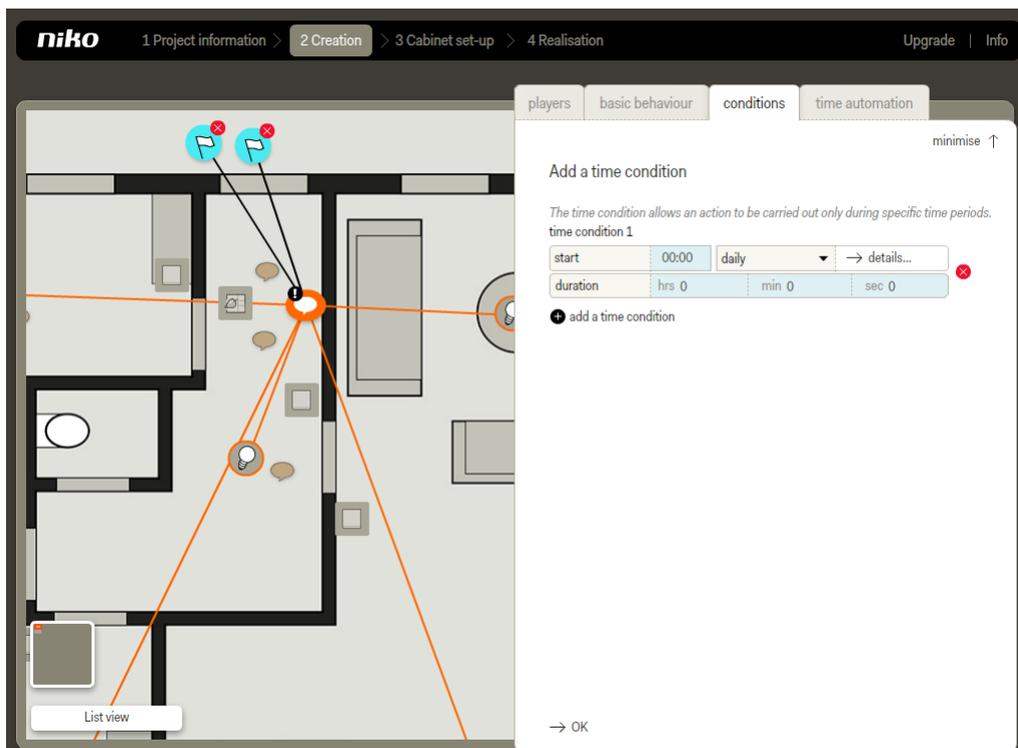 niko
1 Project information
2 Creation
3 Cabinet set-up
4 Realisation
Upgrade | Info
players
basic behaviour
conditions
time automation
minimise
Add a time condition
The time condition allows an action to be carried out only during specific time periods.
time condition 1
start 00:00 daily details...
duration hrs 0 min 0 sec 0
add a time condition
List view
OK